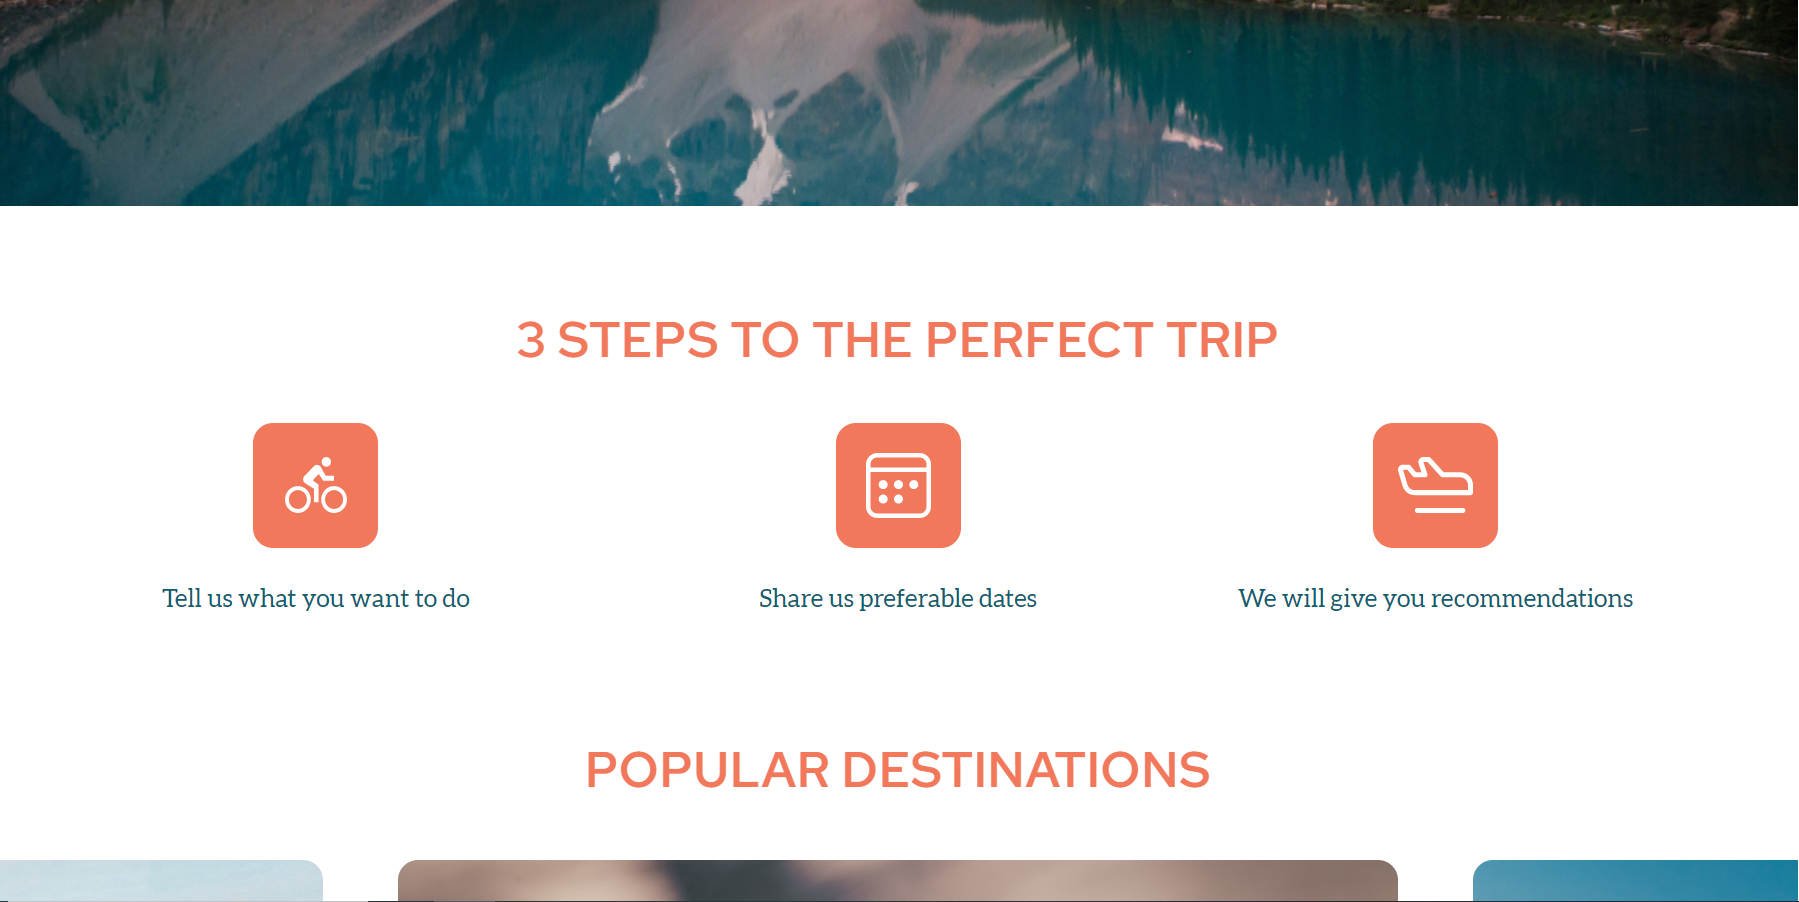 3 STEPS TO THE PERFECT TRIP
Tell us what you want to do
Share us preferable dates
We will give you recommendations
POPULAR DESTINATIONS